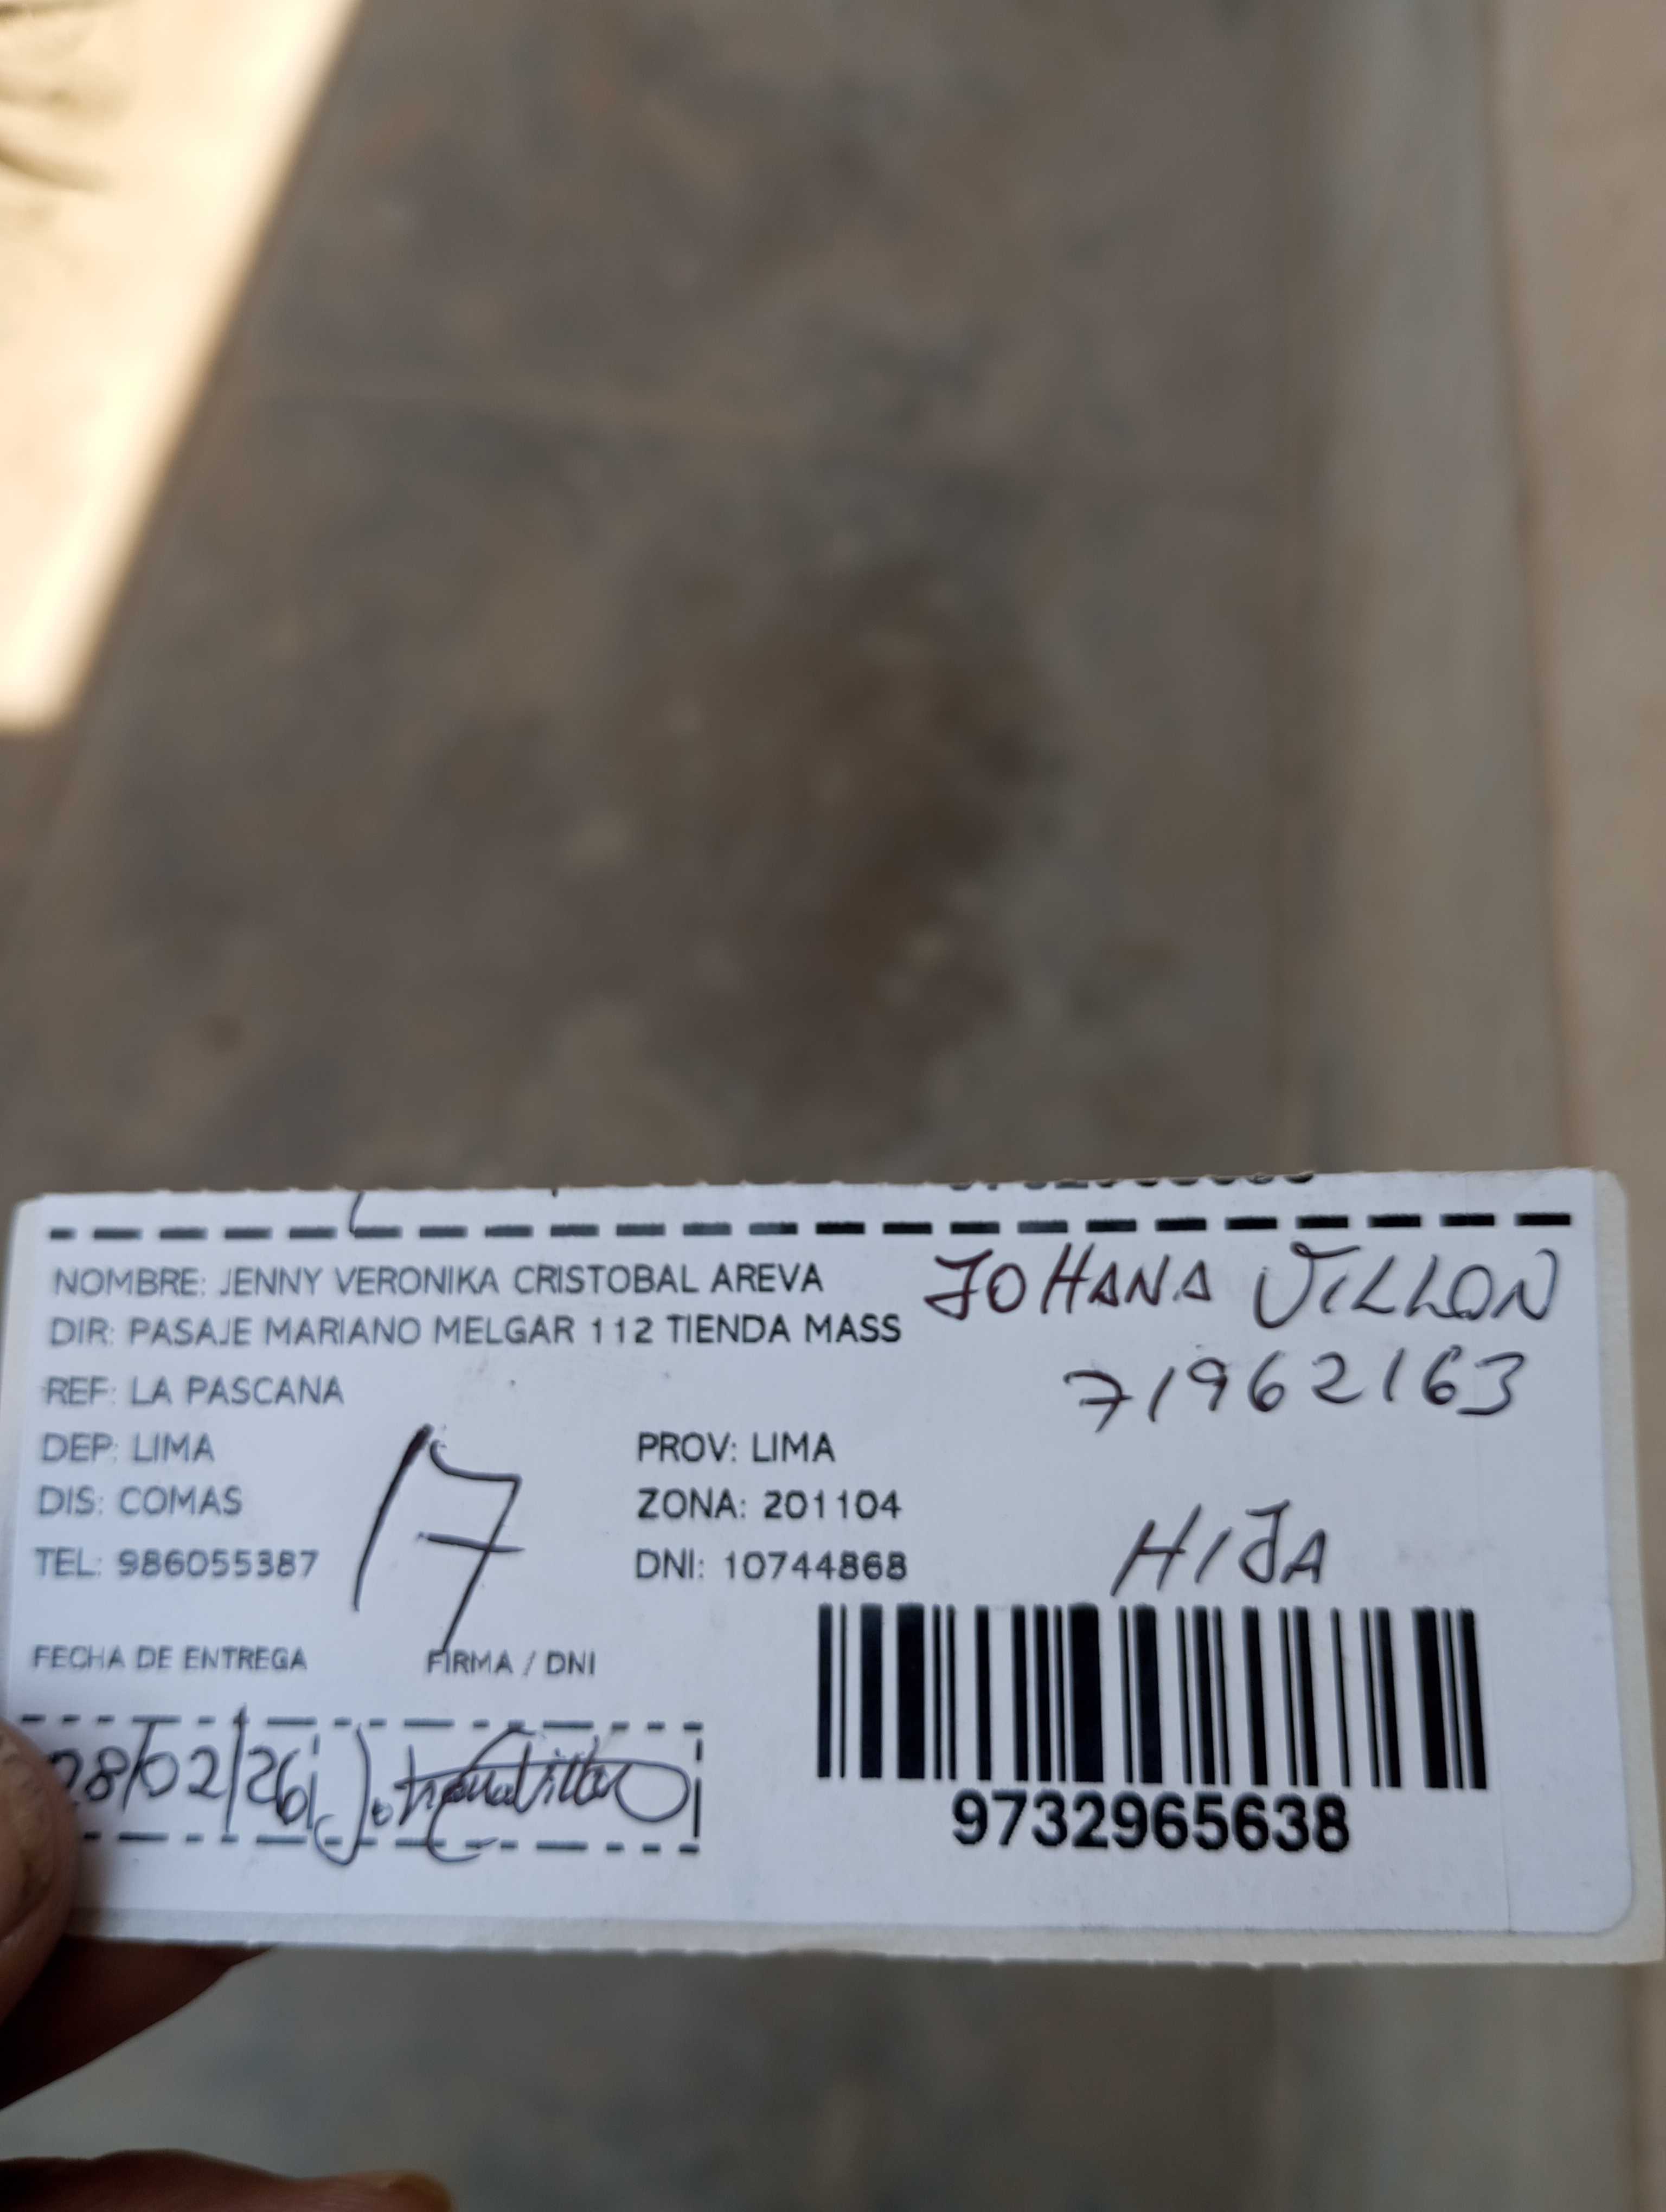 NOMBRE: JENNY VERONIKA CRISTOBAL AREVA
JOHANA VILLON
DIR: PASAJE MARIANO MELGAR 112 TIENDA MASS
71962163
REF: LA PASCANA
DEP: LIMA
PROV: LIMA
17
DIS: COMAS
ZONA: 201104
HIJA
TEL: 986055387
DNI: 10744868
FECHA DE ENTREGA
FIRMA / DNI
28/02/26
9732965638